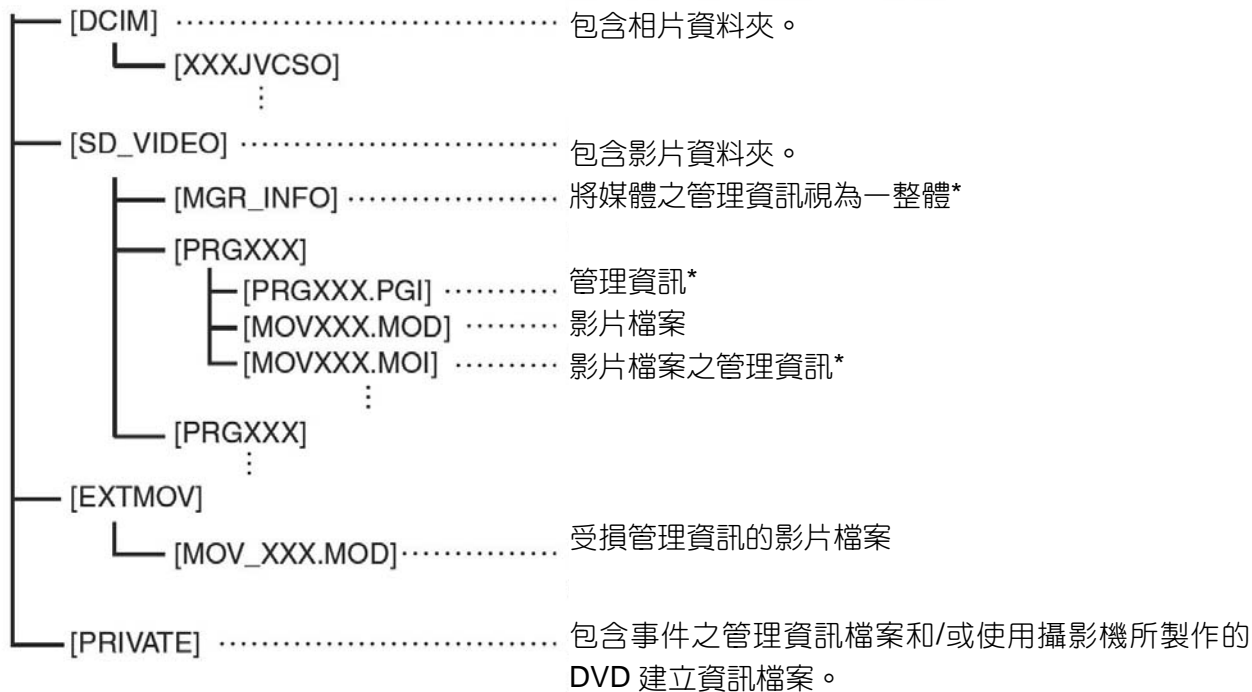 [DCIM] 包含相片資料夾。
[XXXJVCSO]
[SD_VIDEO] 包含影片資料夾。
[MGR_INFO] 將媒體之管理資訊視為一整體*
[PRGXXX]
[PRGXXX.PGI] 管理資訊*
[MOVXXX.MOD] 影片檔案
[MOVXXX.MOI] 影片檔案之管理資訊*
[PRGXXX]
[EXTMOV]
[MOV_XXX.MOD] 受損管理資訊的影片檔案
[PRIVATE] 包含事件之管理資訊檔案和/或使用攝影機所製作的
DVD 建立資訊檔案。